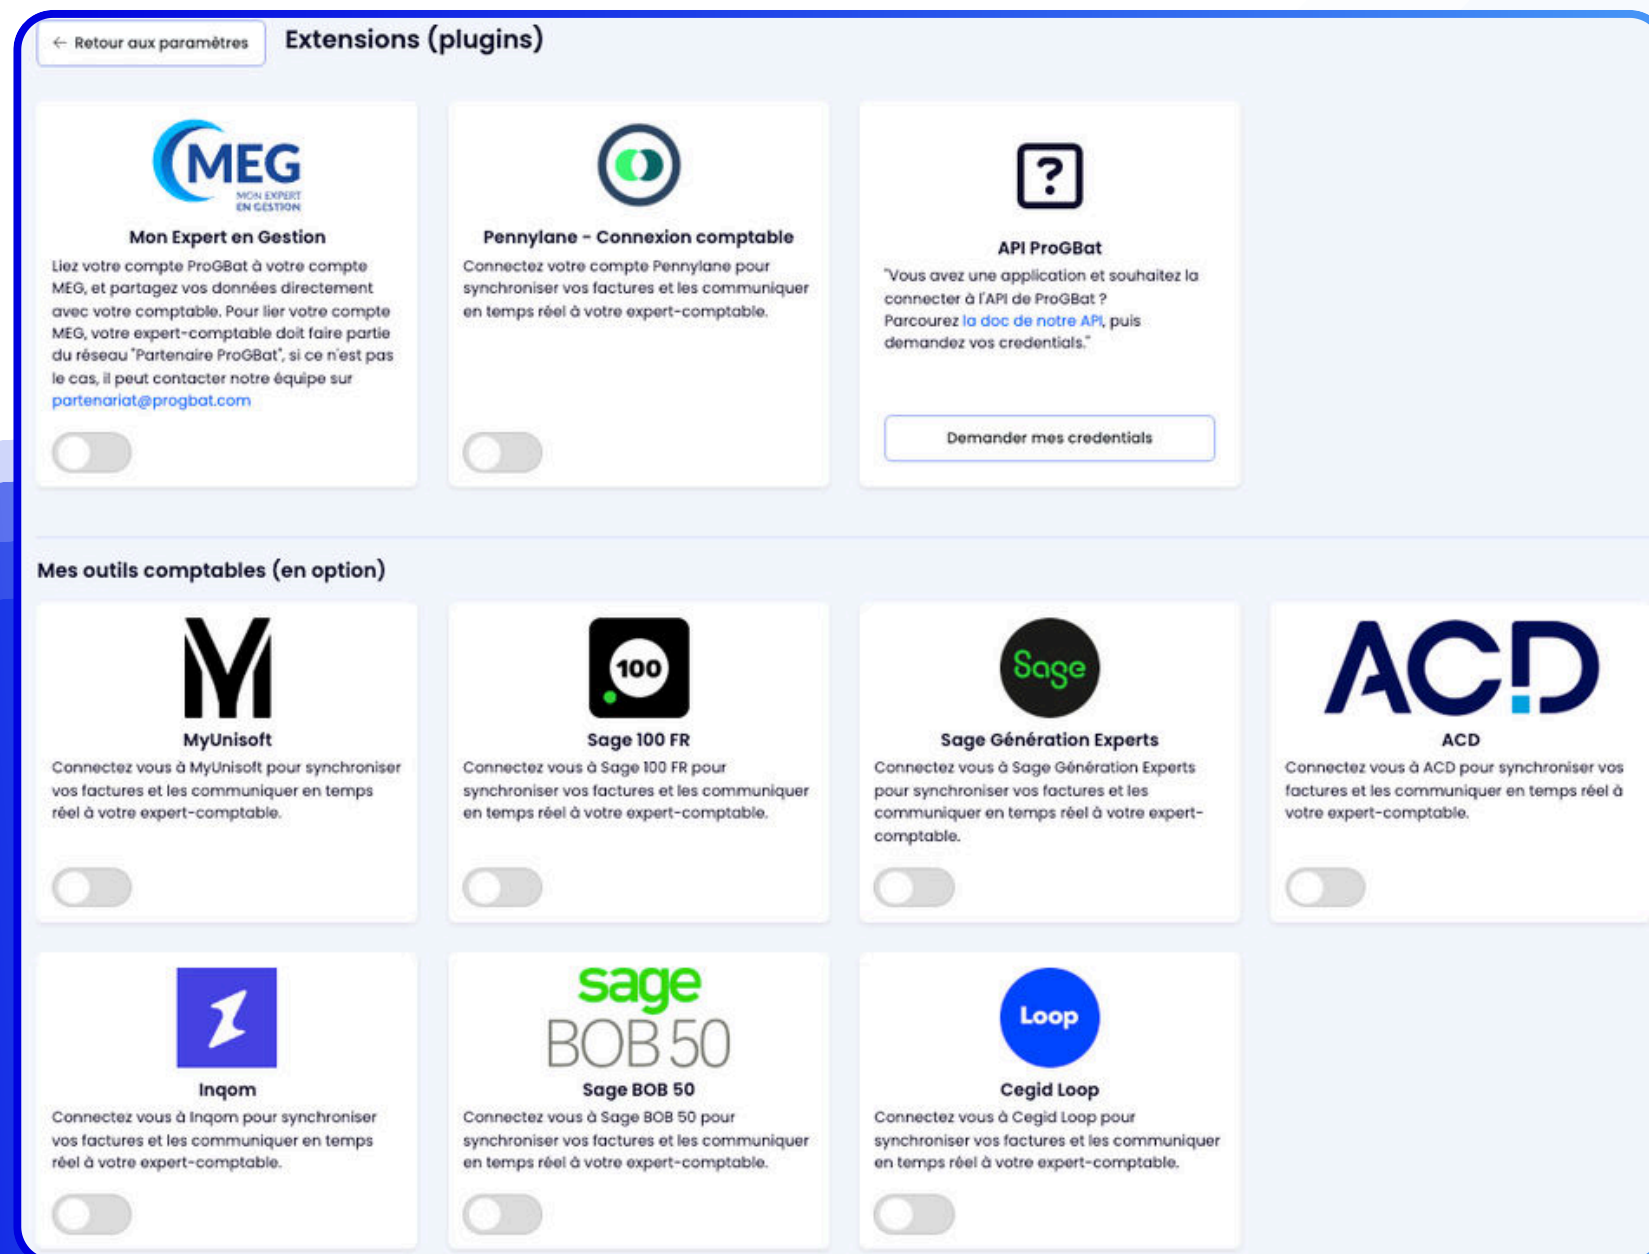 ← Retour aux paramètres
Extensions (plugins)
MEG
MON EXPERT
EN GESTION
Mon Expert en Gestion
Liez votre compte ProGBat à votre compte
MEG, et partagez vos données directement
avec votre comptable. Pour lier votre compte
MEG, votre expert-comptable doit faire partie
du réseau "Partenaire ProGBat", si ce n'est pas
le cas, il peut contacter notre équipe sur
partenariat@progbat.com
Pennylane - Connexion comptable
Connectez votre compte Pennylane pour
synchroniser vos factures et les communiquer
en temps réel à votre expert-comptable.
?
API ProGBat
"Vous avez une application et souhaitez la
connecter à l'API de ProGBat ?
Parcourez la doc de notre API, puis
demandez vos credentials."
Demander mes credentials
Mes outils comptables (en option)
MyUnisoft
Connectez vous à MyUnisoft pour synchroniser
vos factures et les communiquer en temps
réel à votre expert-comptable.
100
Sage 100 FR
Connectez vous à Sage 100 FR pour
synchroniser vos factures et les communiquer
en temps réel à votre expert-comptable.
Sage
Sage Génération Experts
Connectez vous à Sage Génération Experts
pour synchroniser vos factures et les
communiquer en temps réel à votre expert-
comptable.
ACD
ACD
Connectez vous à ACD pour synchroniser vos
factures et les communiquer en temps réel à
votre expert-comptable.
Inqom
Connectez vous à Inqom pour synchroniser
vos factures et les communiquer en temps
réel à votre expert-comptable.
sage
BOB 50
Sage BOB 50
Connectez vous à Sage BOB 50 pour
synchroniser vos factures et les communiquer
en temps réel à votre expert-comptable.
Loop
Cegid Loop
Connectez vous à Cegid Loop pour
synchroniser vos factures et les communiquer
en temps réel à votre expert-comptable.